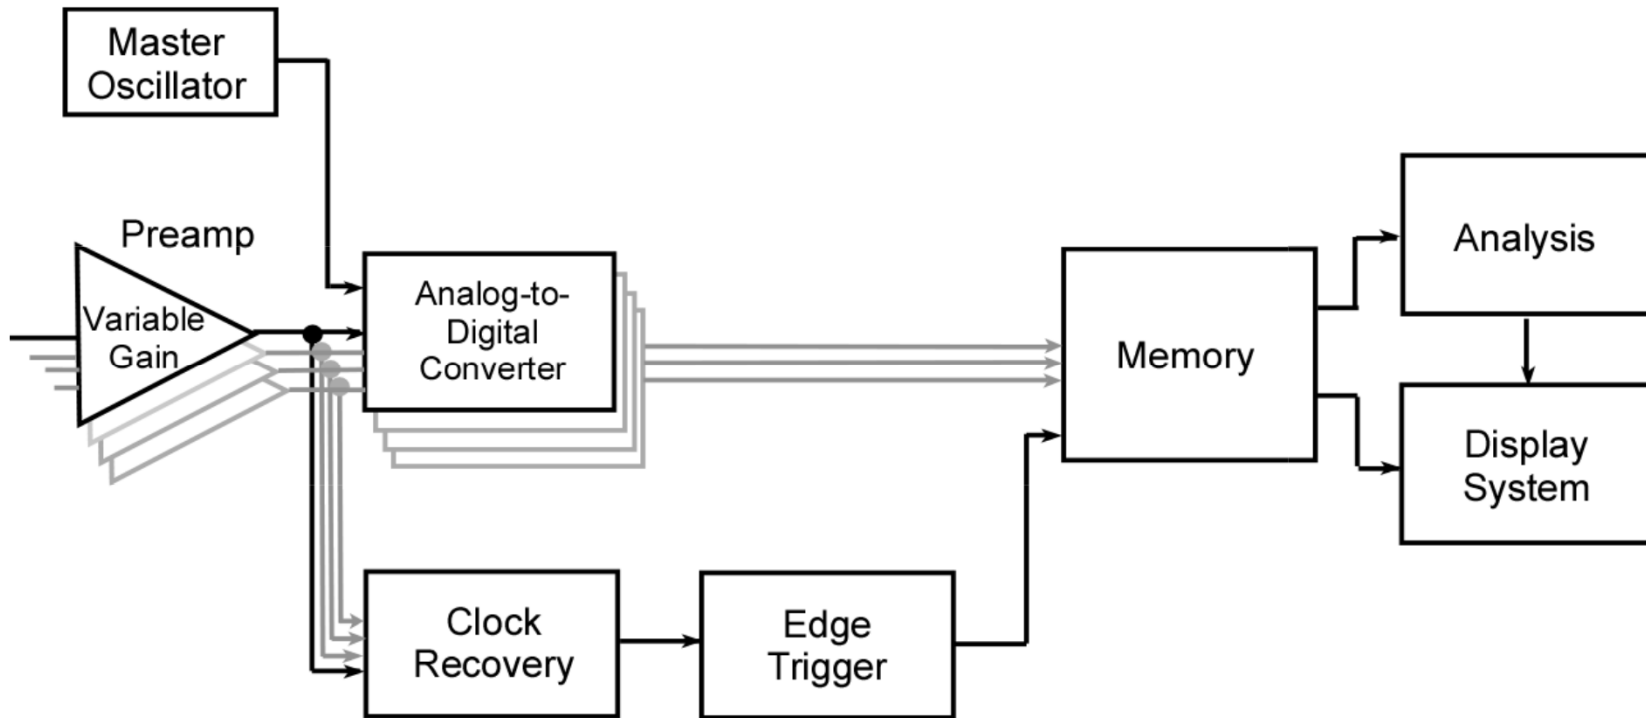 Master
Oscillator
Preamp
Variable
Gain
Analog-to-
Digital
Converter
Memory
Analysis
Display
System
Clock
Recovery
Edge
Trigger